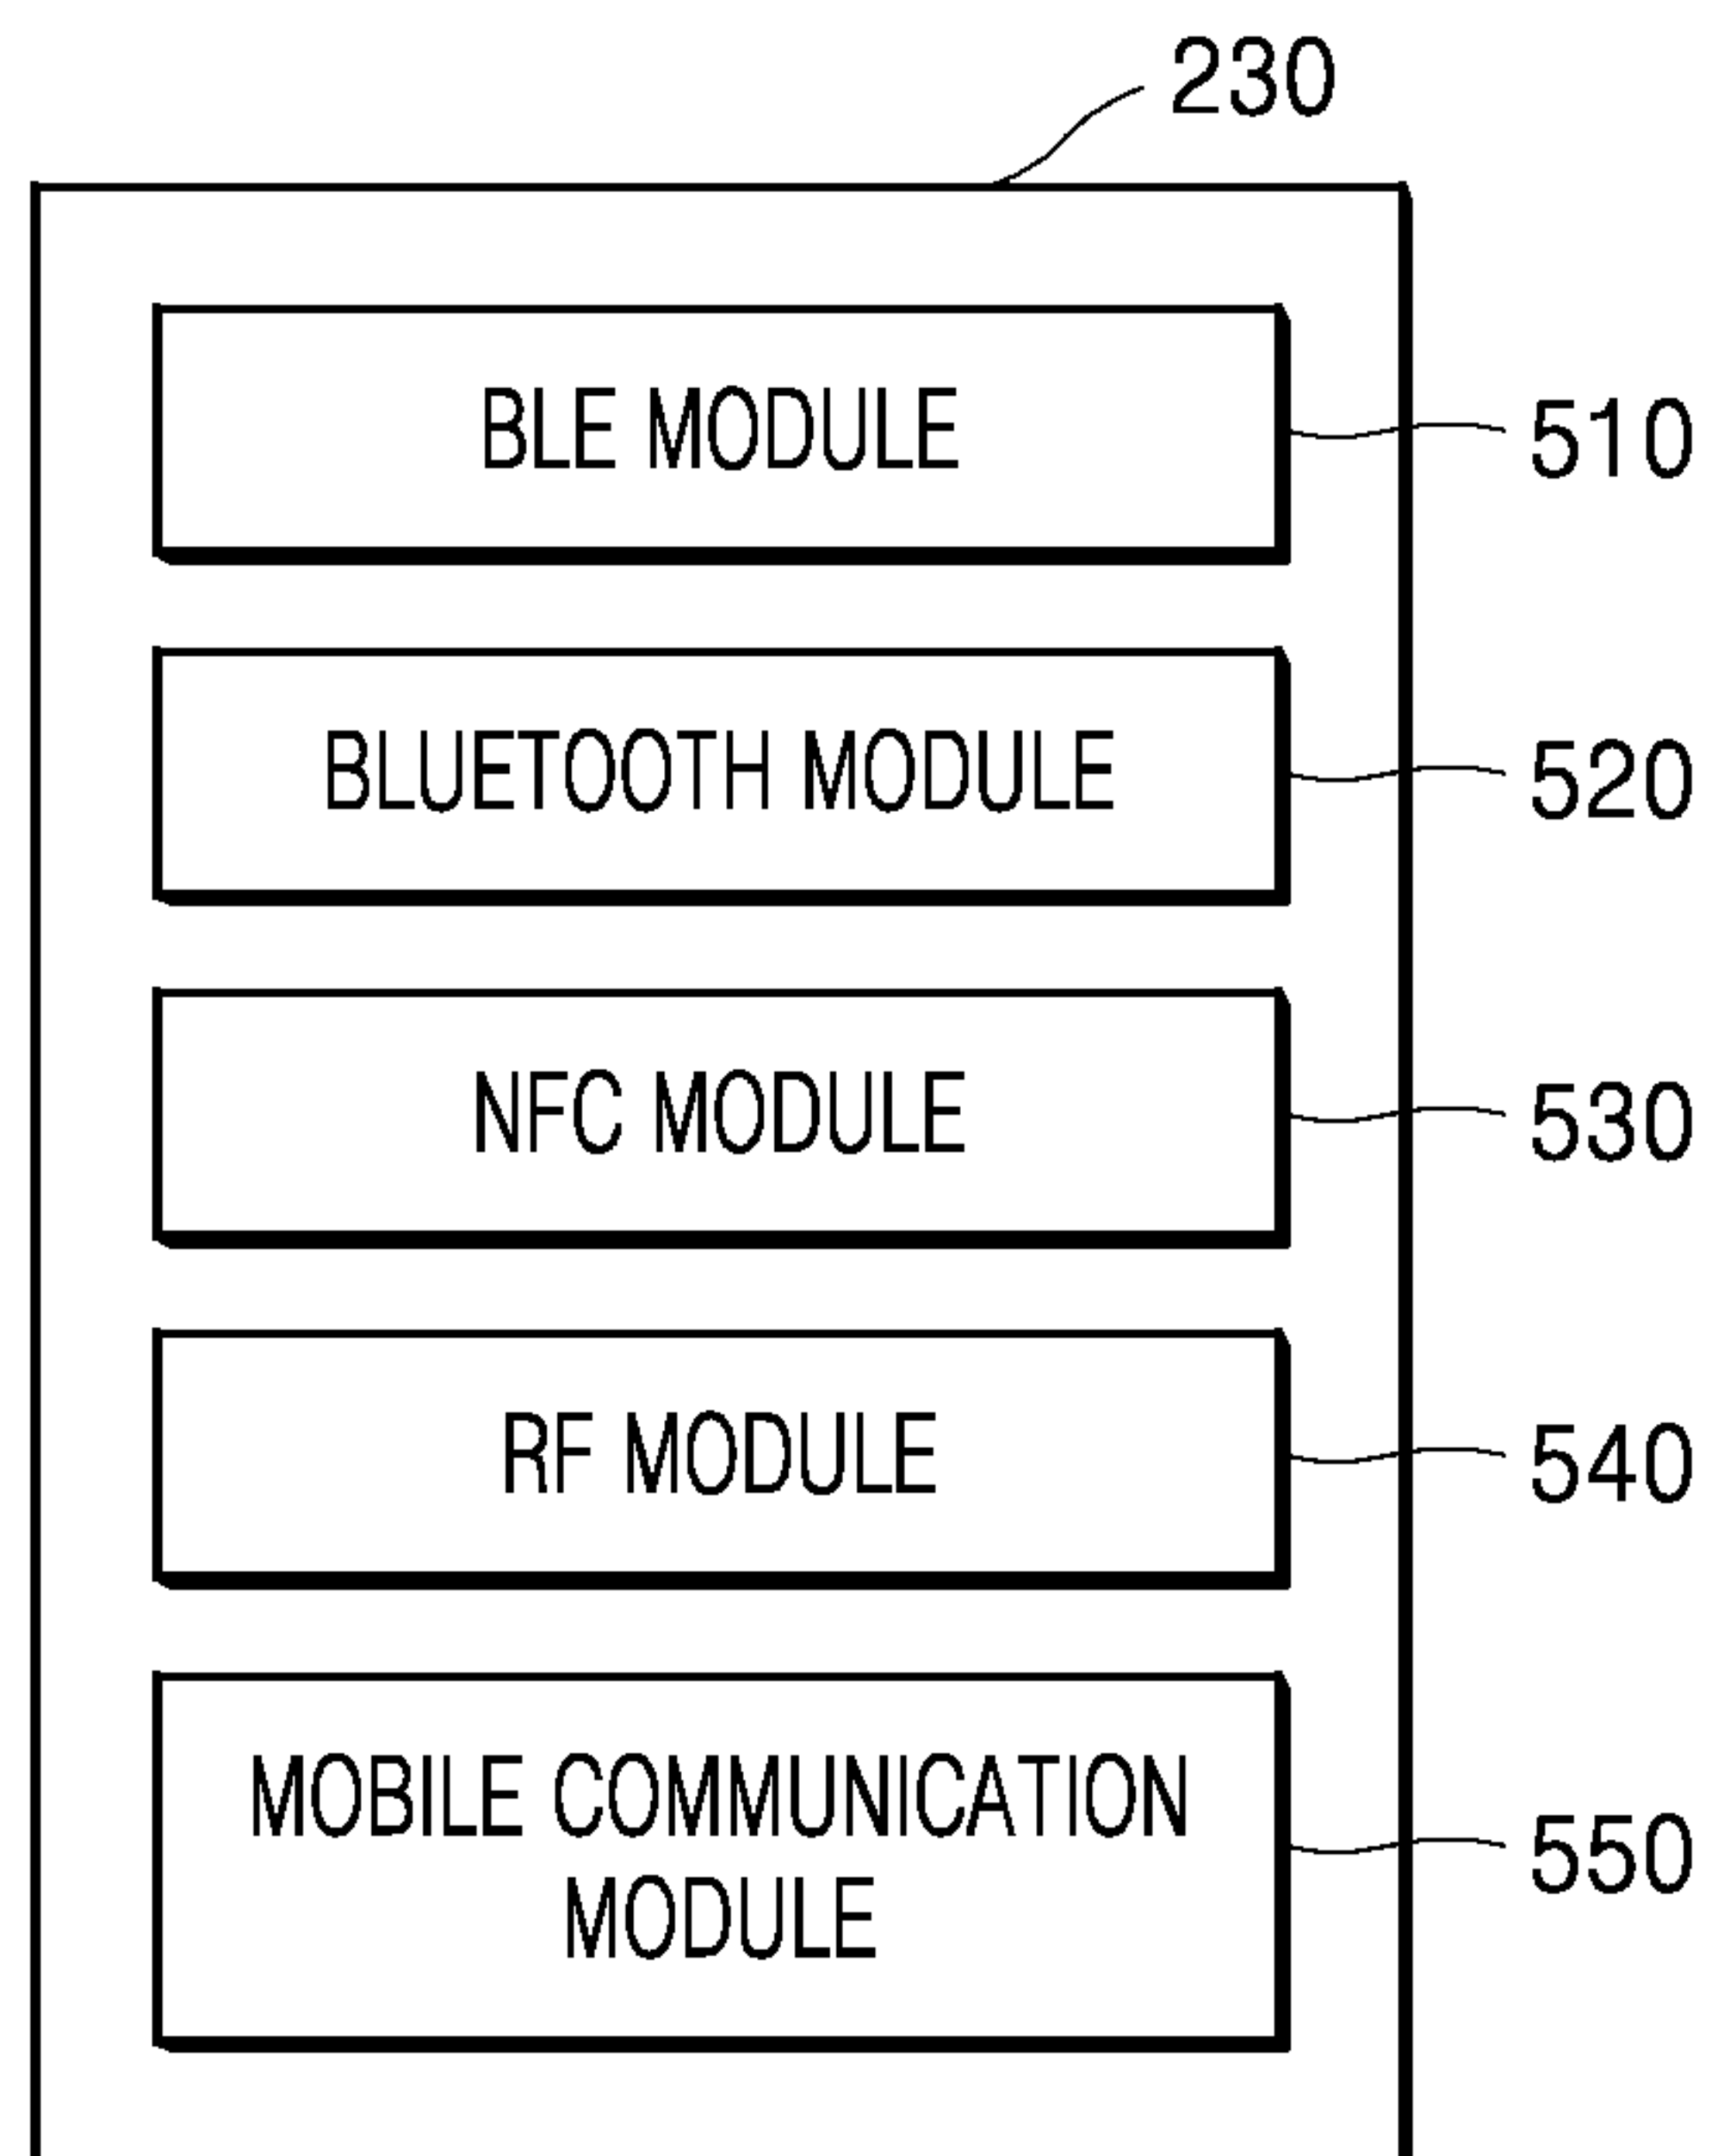 230
BLE MODULE
510
BLUETOOTH MODULE
520
NFC MODULE
530
RF MODULE
540
MOBILE COMMUNICATION
MODULE
550